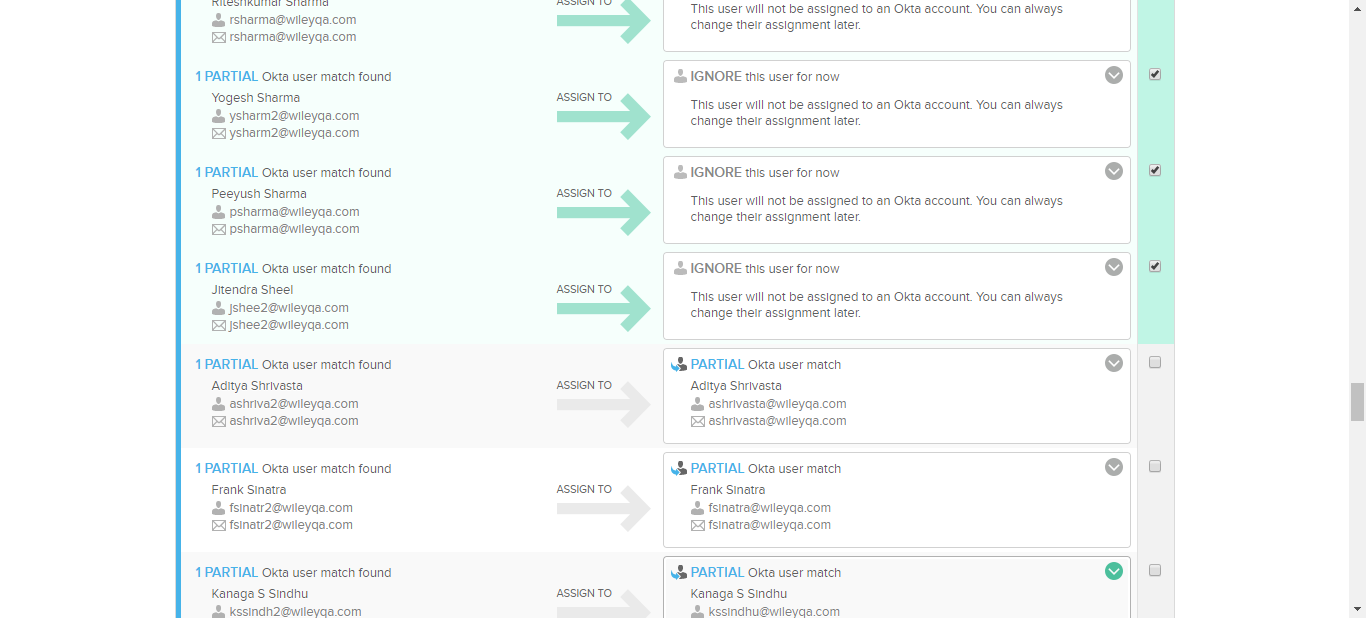 Riteshkumar Sharma
rsharma@wileyqa.com
rsharma@wileyqa.com
ASSIGN TO
This user will not be assigned to an Okta account. You can always
change their assignment later.
1 PARTIAL Okta user match found
Yogesh Sharma
ysharm2@wileyqa.com
ysharm2@wileyqa.com
ASSIGN TO
IGNORE this user for now
This user will not be assigned to an Okta account. You can always
change their assignment later.
1 PARTIAL Okta user match found
Peeyush Sharma
psharma@wileyqa.com
psharma@wileyqa.com
ASSIGN TO
IGNORE this user for now
This user will not be assigned to an Okta account. You can always
change their assignment later.
1 PARTIAL Okta user match found
Jitendra Sheel
jshee2@wileyqa.com
jshee2@wileyqa.com
ASSIGN TO
IGNORE this user for now
This user will not be assigned to an Okta account. You can always
change their assignment later.
1 PARTIAL Okta user match found
Aditya Shrivasta
ashriva2@wileyqa.com
ashriva2@wileyqa.com
ASSIGN TO
PARTIAL Okta user match
Aditya Shrivasta
ashrivasta@wileyqa.com
ashrivasta@wileyqa.com
1 PARTIAL Okta user match found
Frank Sinatra
fsinatr2@wileyqa.com
fsinatr2@wileyqa.com
ASSIGN TO
PARTIAL Okta user match
Frank Sinatra
fsinatra@wileyqa.com
fsinatra@wileyqa.com
1 PARTIAL Okta user match found
Kanaga S Sindhu
kssindh2@wileyqa.com
ASSIGN TO
PARTIAL Okta user match
Kanaga S Sindhu
kssindhu@wileyqa.com